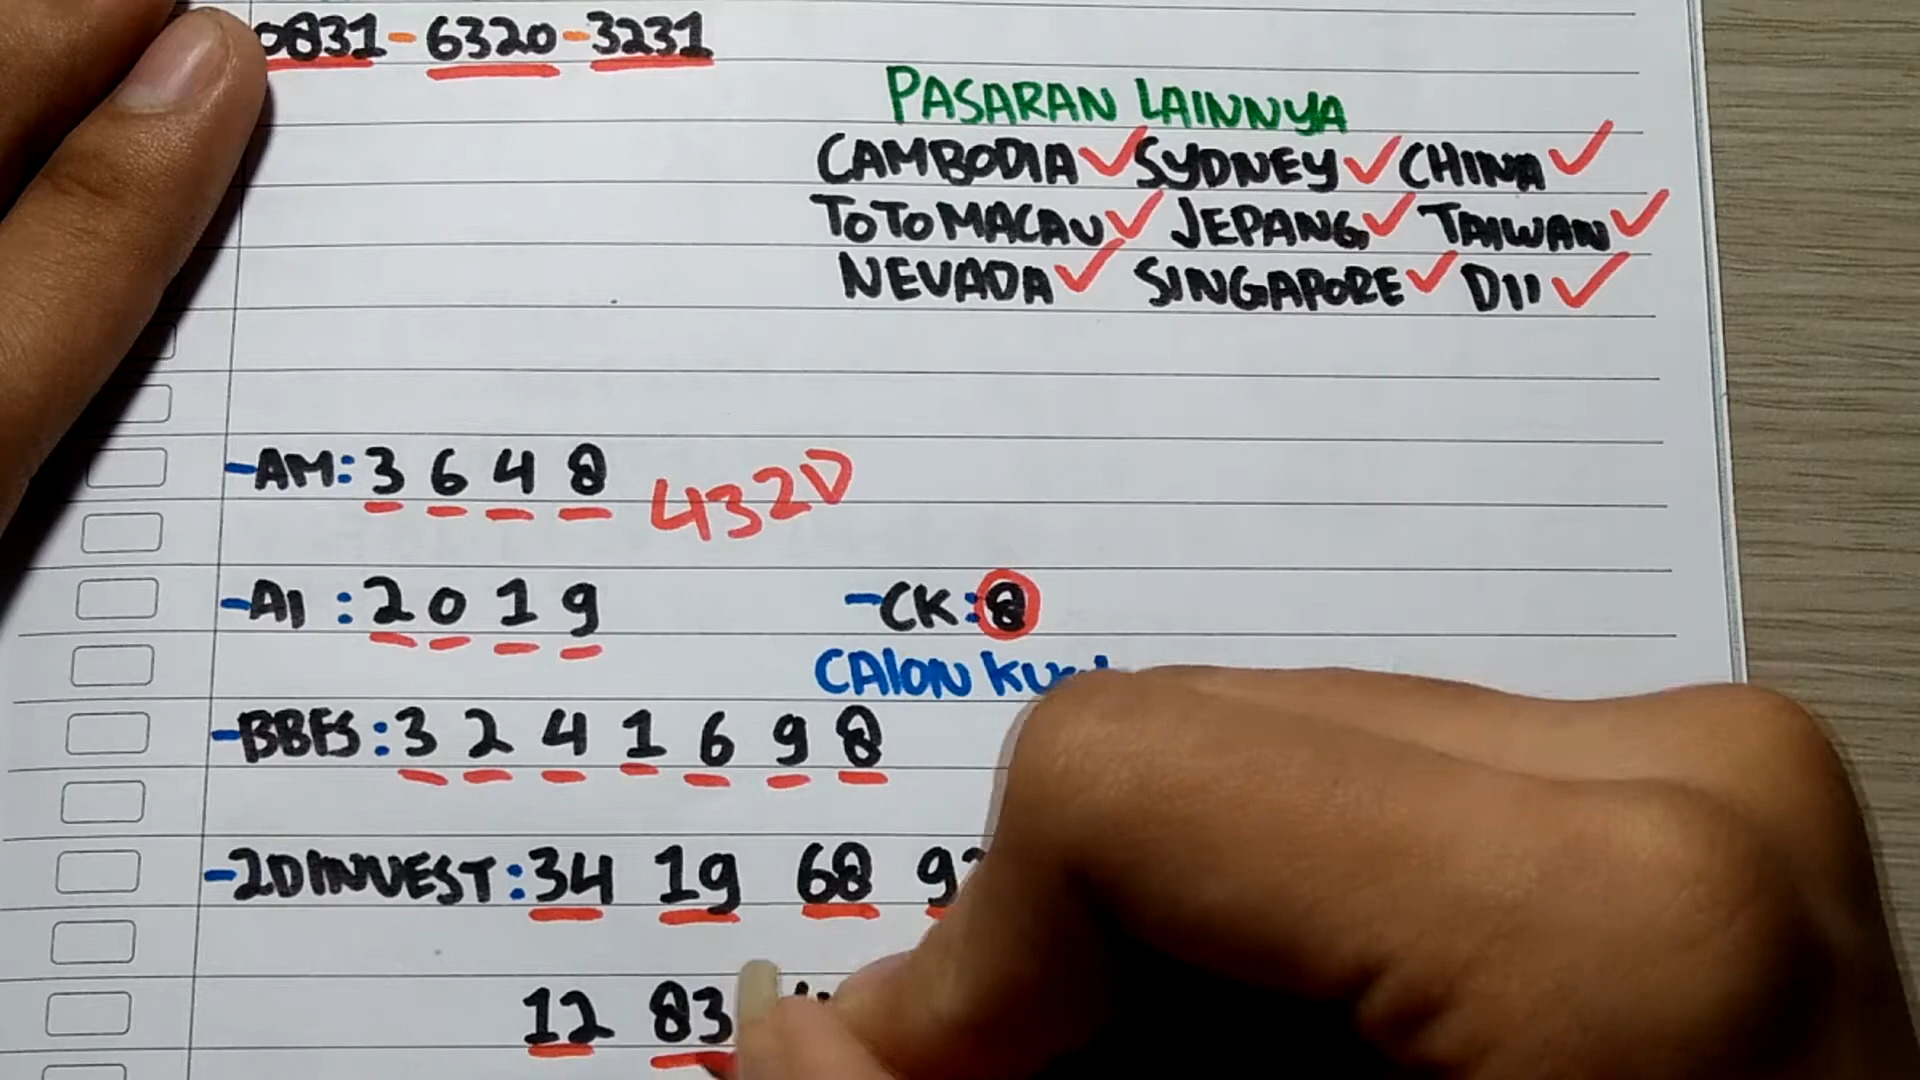 0831-6320-3231
PASARAN LAINNYA
CAMBODIA ✓ SYDNEY ✓ CHINA ✓
TOTO MACAU ✓ JEPANG ✓ TAIWAN ✓
NEVADA ✓ SINGAPORE ✓ DII ✓
-AM: 3 6 4 8 432D
-AI : 2 0 1 9
-CK: 8
CALON
-BBFS: 3 2 4 1 6 9 8
-2D INVEST: 34 19 68
12 83